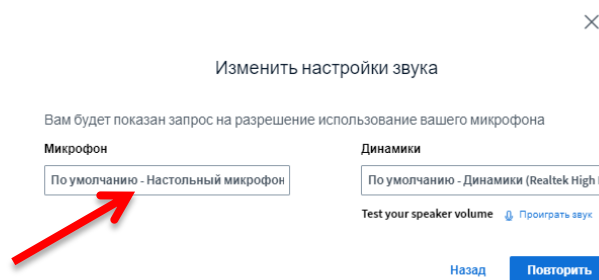 Изменить настройки звука
Вам будет показан запрос на разрешение использование вашего микрофона
Микрофон Динамики
По умолчанию - Настольный микрофон По умолчанию - Динамики (Realtek High
Test your speaker volume Проиграть звук
Назад Повторить